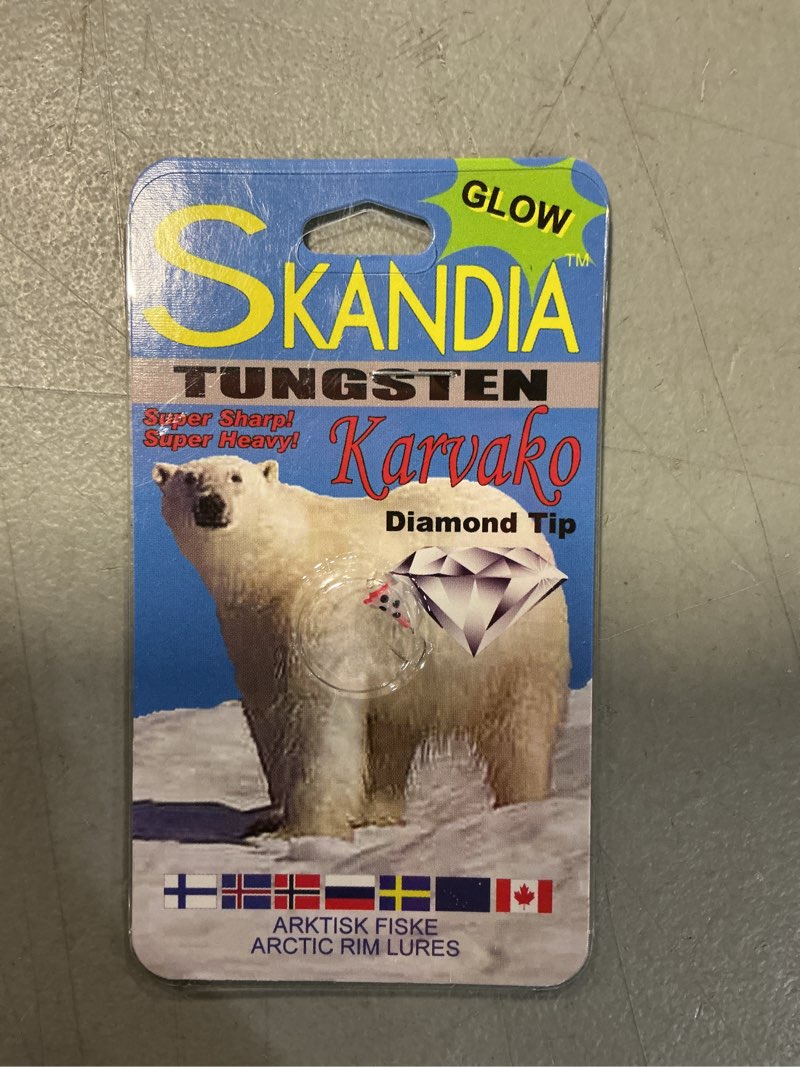 GLOW
SKANDIA™
TUNGSTEN
Super Sharp!
Super Heavy!
Karvako
Diamond Tip
ARKTISK FISKE
ARCTIC RIM LURES